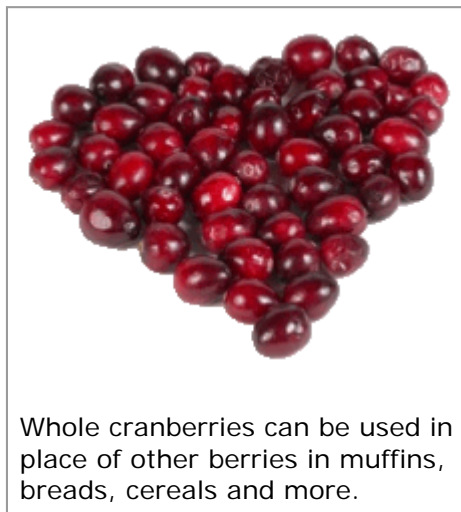 Whole cranberries can be used in
place of other berries in muffins,
breads, cereals and more.